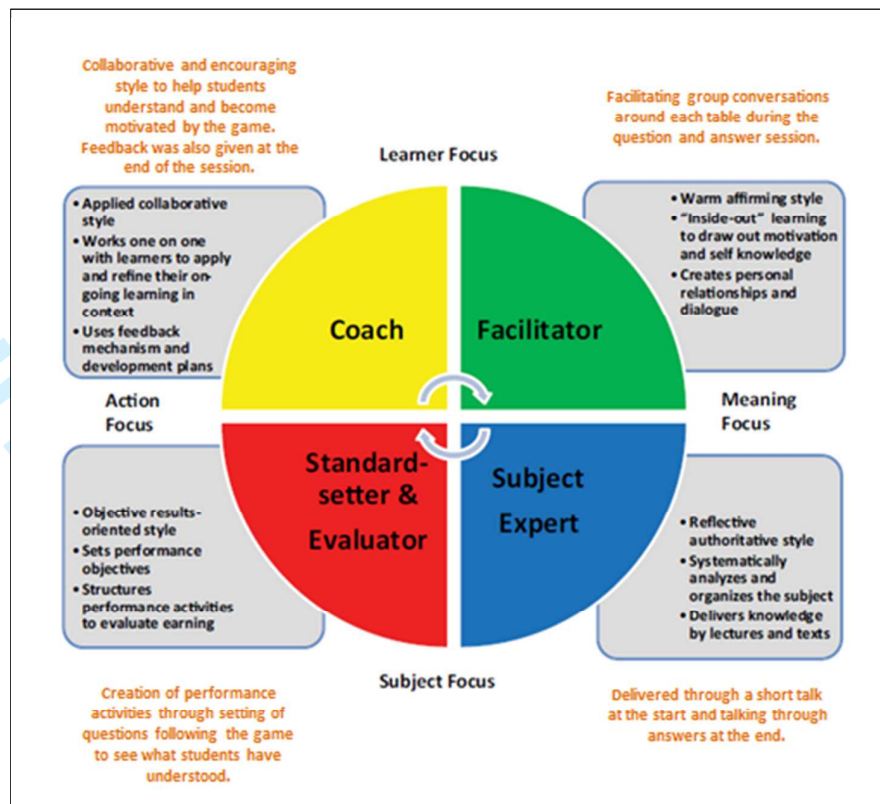 Collaborative and encouraging
style to help students
understand and become
motivated by the game.
Feedback was also given at the
end of the session.
Facilitating group conversations
around each table during the
question and answer session.
Learner Focus
• Applied collaborative
style
• Works one on one
with learners to apply
and refine their on-
going learning in
context
• Uses feedback
mechanism and
development plans
• Warm affirming style
• "Inside-out" learning
to draw out motivation
and self knowledge
• Creates personal
relationships and
dialogue
Coach
Facilitator
Action
Focus
Meaning
Focus
Standard-
setter &
Evaluator
Subject
Expert
• Objective results-
oriented style
• Sets performance
objectives
• Structures
performance activities
to evaluate earning
• Reflective
authoritative style
• Systematically
analyzes and
organizes the subject
• Delivers knowledge
by lectures and texts
Subject Focus
Creation of performance
activities through setting of
questions following the game
to see what students have
understood.
Delivered through a short talk
at the start and talking through
answers at the end.